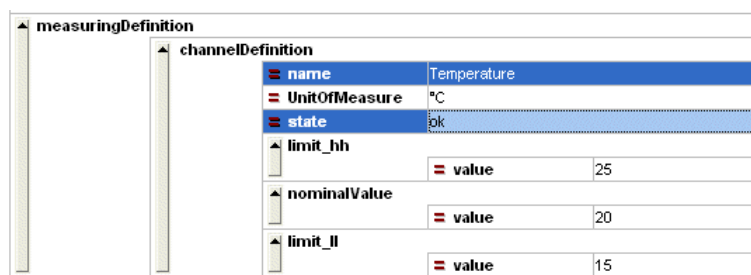 measuringDefinition
channelDefinition
name Temperature
UnitOfMeasure °C
state ok
limit_hh
value 25
nominalValue
value 20
limit_ll
value 15